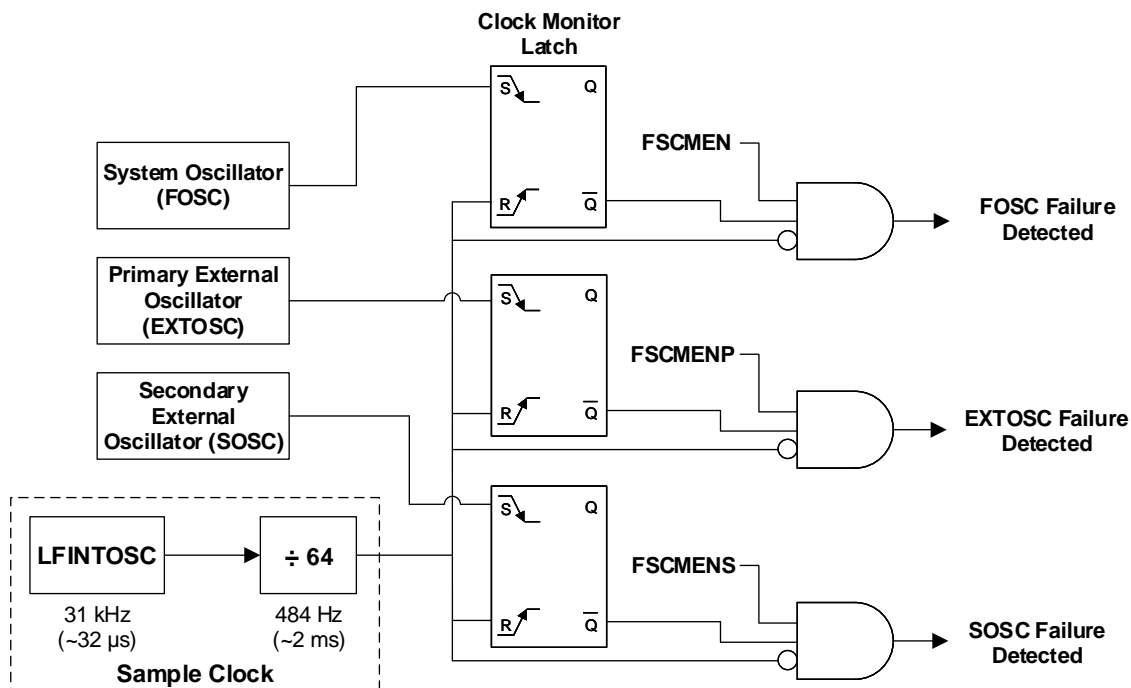 Clock Monitor
Latch
S
Q
R
Q
FSCMEN
System Oscillator
(FOSC)
FOSC Failure
Detected
Primary External
Oscillator
(EXTOSC)
S
Q
R
Q
FSCMENP
EXTOSC Failure
Detected
Secondary
External
Oscillator (SOSC)
S
Q
R
Q
FSCMENS
SOSC Failure
Detected
LFINTOSC
÷ 64
31 kHz
(~32 µs)
484 Hz
(~2 ms)
Sample Clock